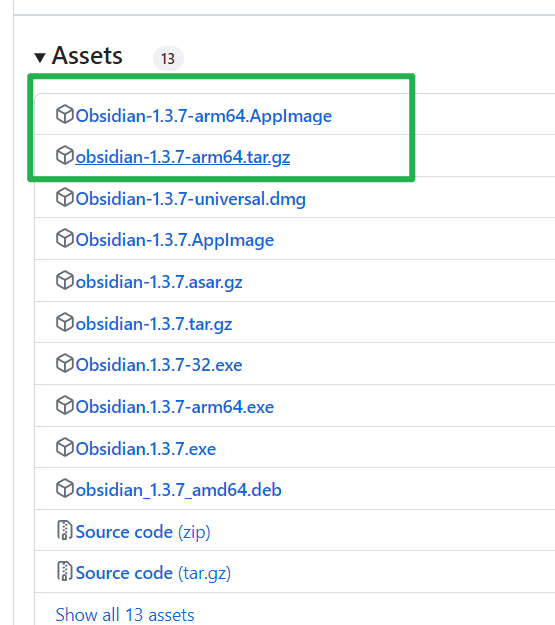 Assets 13
Obsidian-1.3.7-arm64.AppImage
obsidian-1.3.7-arm64.tar.gz
Obsidian-1.3.7-universal.dmg
Obsidian-1.3.7.AppImage
obsidian-1.3.7.asar.gz
obsidian-1.3.7.tar.gz
Obsidian.1.3.7-32.exe
Obsidian.1.3.7-arm64.exe
Obsidian.1.3.7.exe
obsidian_1.3.7_amd64.deb
Source code (zip)
Source code (tar.gz)
Show all 13 assets